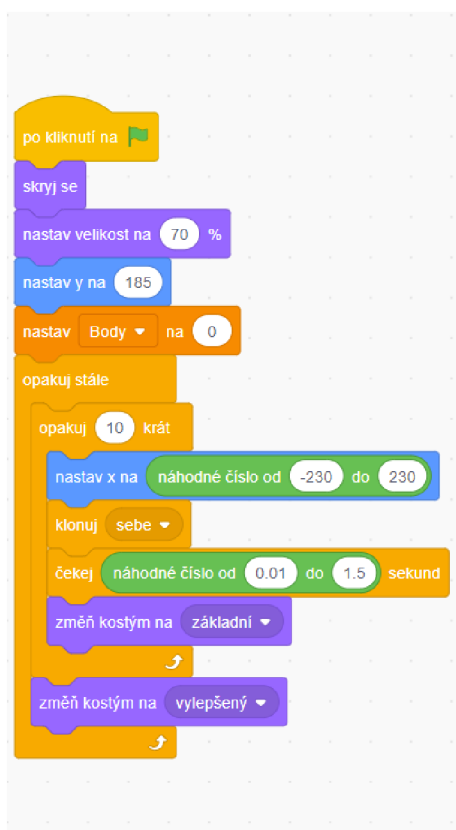 po kliknutí na
skryj se
nastav velikost na 70 %
nastav y na 185
nastav Body na 0
opakuj stále
opakuj 10 krát
nastav x na náhodné číslo od -230 do 230
klonuj sebe
čekej náhodné číslo od 0.01 do 1.5 sekund
změň kostým na základní
změň kostým na vylepšený